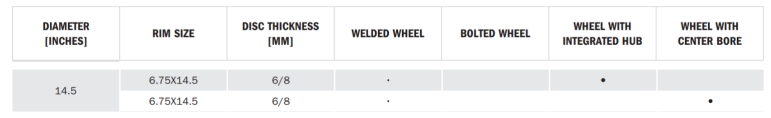 DIAMETER [INCHES] RIM SIZE DISC THICKNESS [MM] WELDED WHEEL BOLTED WHEEL WHEEL WITH INTEGRATED HUB WHEEL WITH CENTER BORE
14.5 6.75X14.5 6/8 · •
6.75X14.5 6/8 · •